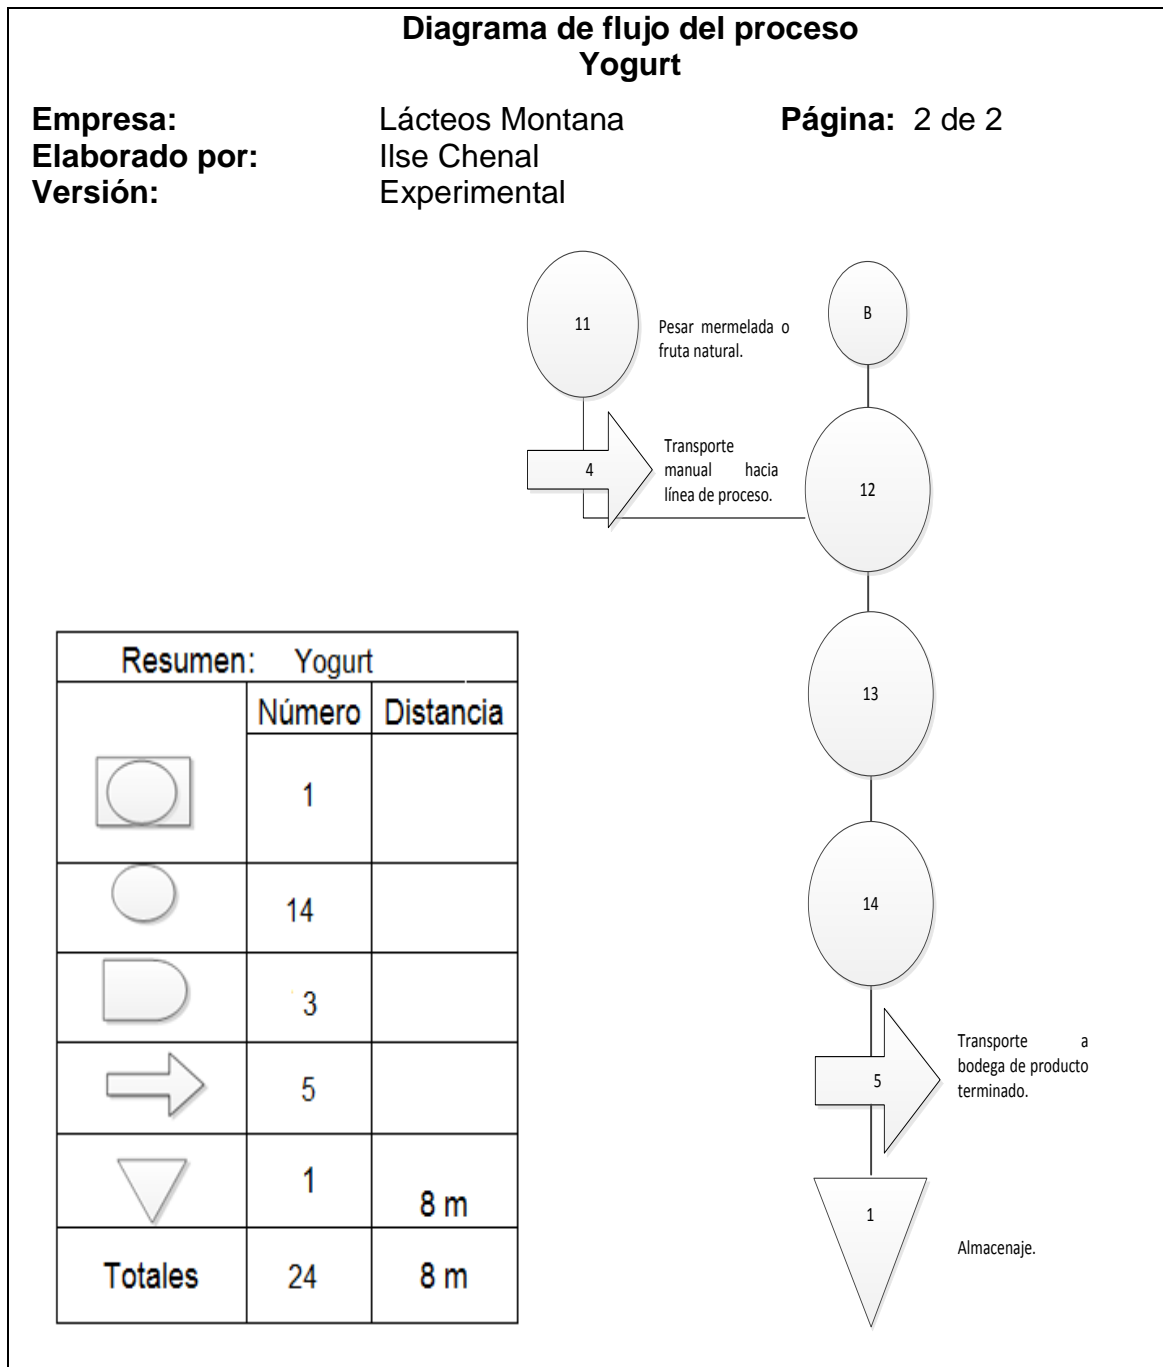 Diagrama de flujo del proceso
Yogurt
Empresa: Lácteos Montana Página: 2 de 2
Elaborado por: Ilse Chenal
Versión: Experimental
11
Pesar mermelada o
fruta natural.
B
4
Transporte
manual hacia
línea de proceso.
12
13
14
5
Transporte a
bodega de producto
terminado.
1
Almacenaje.
Resumen: Yogurt
Número Distancia
1
14
3
5
1 8 m
Totales 24 8 m